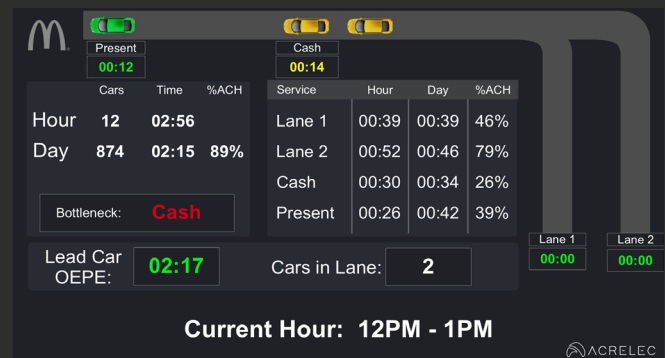 Present
00:12
Cash
00:14
Cars Time %ACH
Hour 12 02:56
Day 874 02:15 89%
Bottleneck: Cash
Service Hour Day %ACH
Lane 1 00:39 00:39 46%
Lane 2 00:52 00:46 79%
Cash 00:30 00:34 26%
Present 00:26 00:42 39%
Lane 1
00:00
Lane 2
00:00
Lead Car
OEPE:
02:17
Cars in Lane: 2
Current Hour: 12PM - 1PM
ACRELEC